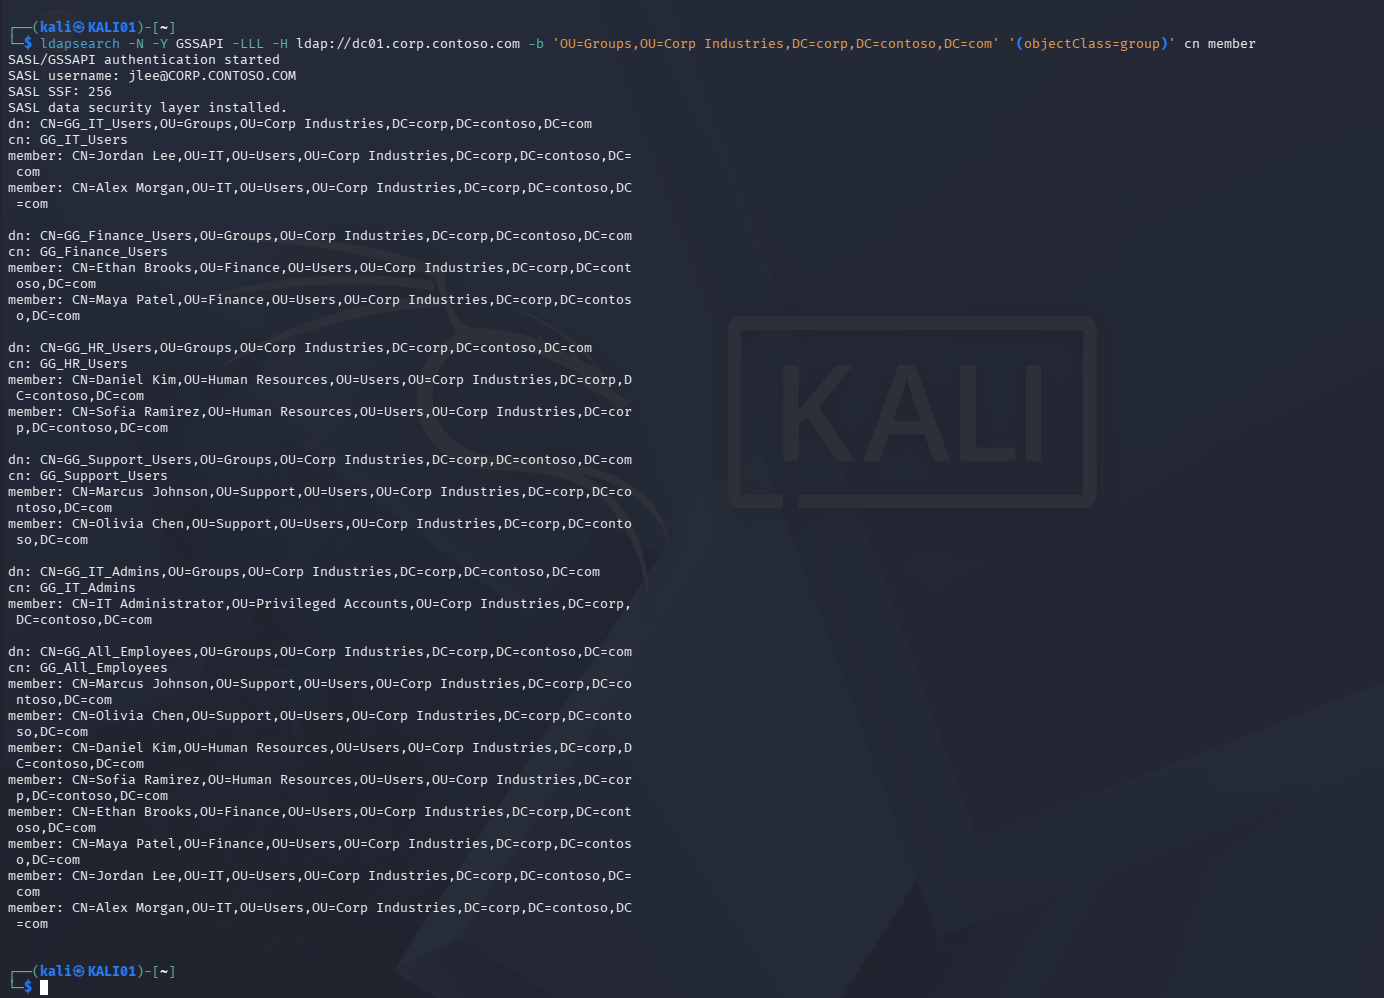 ┌──(kali㉿KALI01)-[~]
└─$ ldapsearch -N -Y GSSAPI -LLL -H ldap://dc01.corp.contoso.com -b 'OU=Groups,OU=Corp Industries,DC=corp,DC=contoso,DC=com' '(objectClass=group)' cn member
SASL/GSSAPI authentication started
SASL username: jlee@CORP.CONTOSO.COM
SASL SSF: 256
SASL data security layer installed.
dn: CN=GG_IT_Users,OU=Groups,OU=Corp Industries,DC=corp,DC=contoso,DC=com
cn: GG_IT_Users
member: CN=Jordan Lee,OU=IT,OU=Users,OU=Corp Industries,DC=corp,DC=contoso,DC=
 com
member: CN=Alex Morgan,OU=IT,OU=Users,OU=Corp Industries,DC=corp,DC=contoso,DC
 =com

dn: CN=GG_Finance_Users,OU=Groups,OU=Corp Industries,DC=corp,DC=contoso,DC=com
cn: GG_Finance_Users
member: CN=Ethan Brooks,OU=Finance,OU=Users,OU=Corp Industries,DC=corp,DC=cont
 oso,DC=com
member: CN=Maya Patel,OU=Finance,OU=Users,OU=Corp Industries,DC=corp,DC=contos
 o,DC=com

dn: CN=GG_HR_Users,OU=Groups,OU=Corp Industries,DC=corp,DC=contoso,DC=com
cn: GG_HR_Users
member: CN=Daniel Kim,OU=Human Resources,OU=Users,OU=Corp Industries,DC=corp,D
 C=contoso,DC=com
member: CN=Sofia Ramirez,OU=Human Resources,OU=Users,OU=Corp Industries,DC=cor
 p,DC=contoso,DC=com

dn: CN=GG_Support_Users,OU=Groups,OU=Corp Industries,DC=corp,DC=contoso,DC=com
cn: GG_Support_Users
member: CN=Marcus Johnson,OU=Support,OU=Users,OU=Corp Industries,DC=corp,DC=co
 ntoso,DC=com
member: CN=Olivia Chen,OU=Support,OU=Users,OU=Corp Industries,DC=corp,DC=conto
 so,DC=com

dn: CN=GG_IT_Admins,OU=Groups,OU=Corp Industries,DC=corp,DC=contoso,DC=com
cn: GG_IT_Admins
member: CN=IT Administrator,OU=Privileged Accounts,OU=Corp Industries,DC=corp,
 DC=contoso,DC=com

dn: CN=GG_All_Employees,OU=Groups,OU=Corp Industries,DC=corp,DC=contoso,DC=com
cn: GG_All_Employees
member: CN=Marcus Johnson,OU=Support,OU=Users,OU=Corp Industries,DC=corp,DC=co
 ntoso,DC=com
member: CN=Olivia Chen,OU=Support,OU=Users,OU=Corp Industries,DC=corp,DC=conto
 so,DC=com
member: CN=Daniel Kim,OU=Human Resources,OU=Users,OU=Corp Industries,DC=corp,D
 C=contoso,DC=com
member: CN=Sofia Ramirez,OU=Human Resources,OU=Users,OU=Corp Industries,DC=cor
 p,DC=contoso,DC=com
member: CN=Ethan Brooks,OU=Finance,OU=Users,OU=Corp Industries,DC=corp,DC=cont
 oso,DC=com
member: CN=Maya Patel,OU=Finance,OU=Users,OU=Corp Industries,DC=corp,DC=contos
 o,DC=com
member: CN=Jordan Lee,OU=IT,OU=Users,OU=Corp Industries,DC=corp,DC=contoso,DC=
 com
member: CN=Alex Morgan,OU=IT,OU=Users,OU=Corp Industries,DC=corp,DC=contoso,DC
 =com

┌──(kali㉿KALI01)-[~]
└─$
KALI